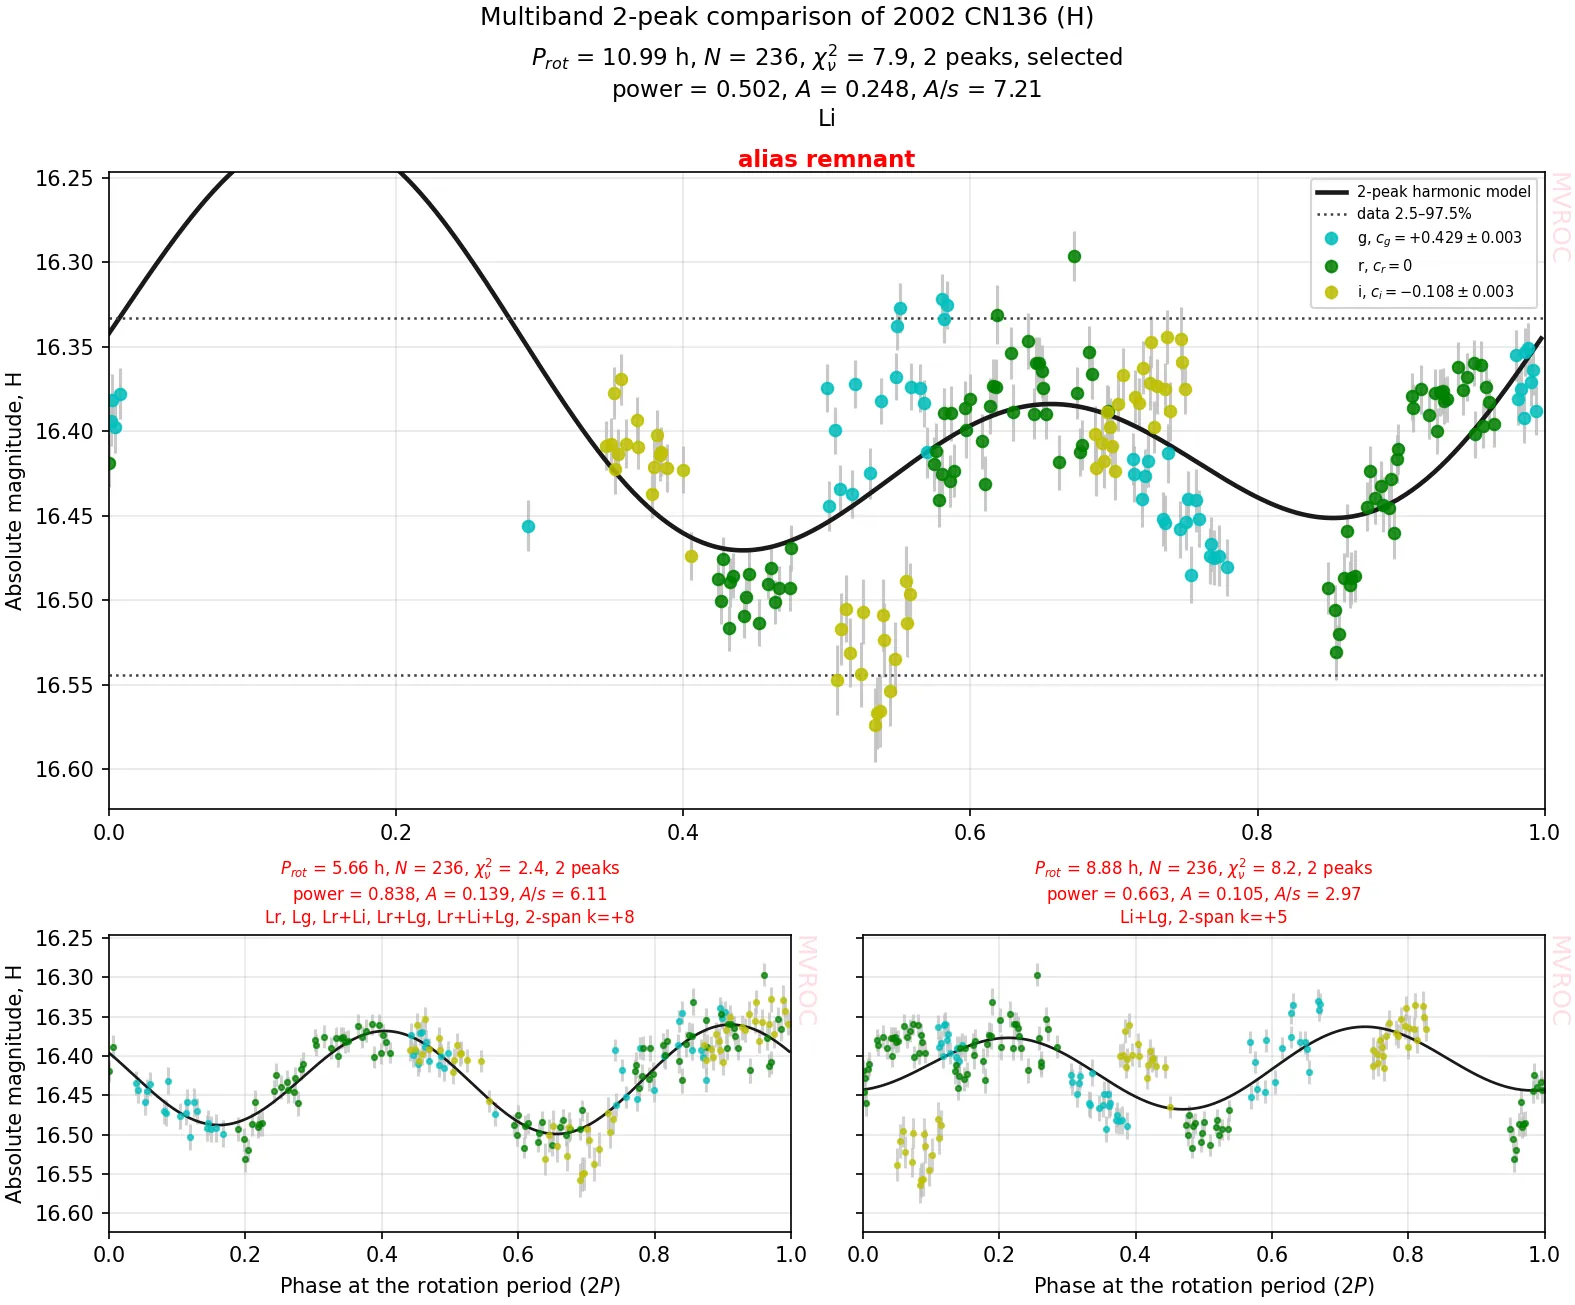 Multiband 2-peak comparison of 2002 CN136 (H)
P_rot = 10.99 h, N = 236, χ²_ν = 7.9, 2 peaks, selected
power = 0.502, A = 0.248, A/s = 7.21
Li
alias remnant
16.25
16.30
16.35
16.40
16.45
16.50
16.55
16.60
Absolute magnitude, H
2-peak harmonic model
data 2.5–97.5%
g, c_g = +0.429 ± 0.003
r, c_r = 0
i, c_i = −0.108 ± 0.003
MVROC
0.0 0.2 0.4 0.6 0.8 1.0
P_rot = 5.66 h, N = 236, χ²_ν = 2.4, 2 peaks
power = 0.838, A = 0.139, A/s = 6.11
Lr, Lg, Lr+Li, Lr+Lg, Lr+Li+Lg, 2-span k=+8
16.25
16.30
16.35
16.40
16.45
16.50
16.55
16.60
Absolute magnitude, H
MVROC
0.0 0.2 0.4 0.6 0.8 1.0
Phase at the rotation period (2P)
P_rot = 8.88 h, N = 236, χ²_ν = 8.2, 2 peaks
power = 0.663, A = 0.105, A/s = 2.97
Li+Lg, 2-span k=+5
MVROC
0.0 0.2 0.4 0.6 0.8 1.0
Phase at the rotation period (2P)